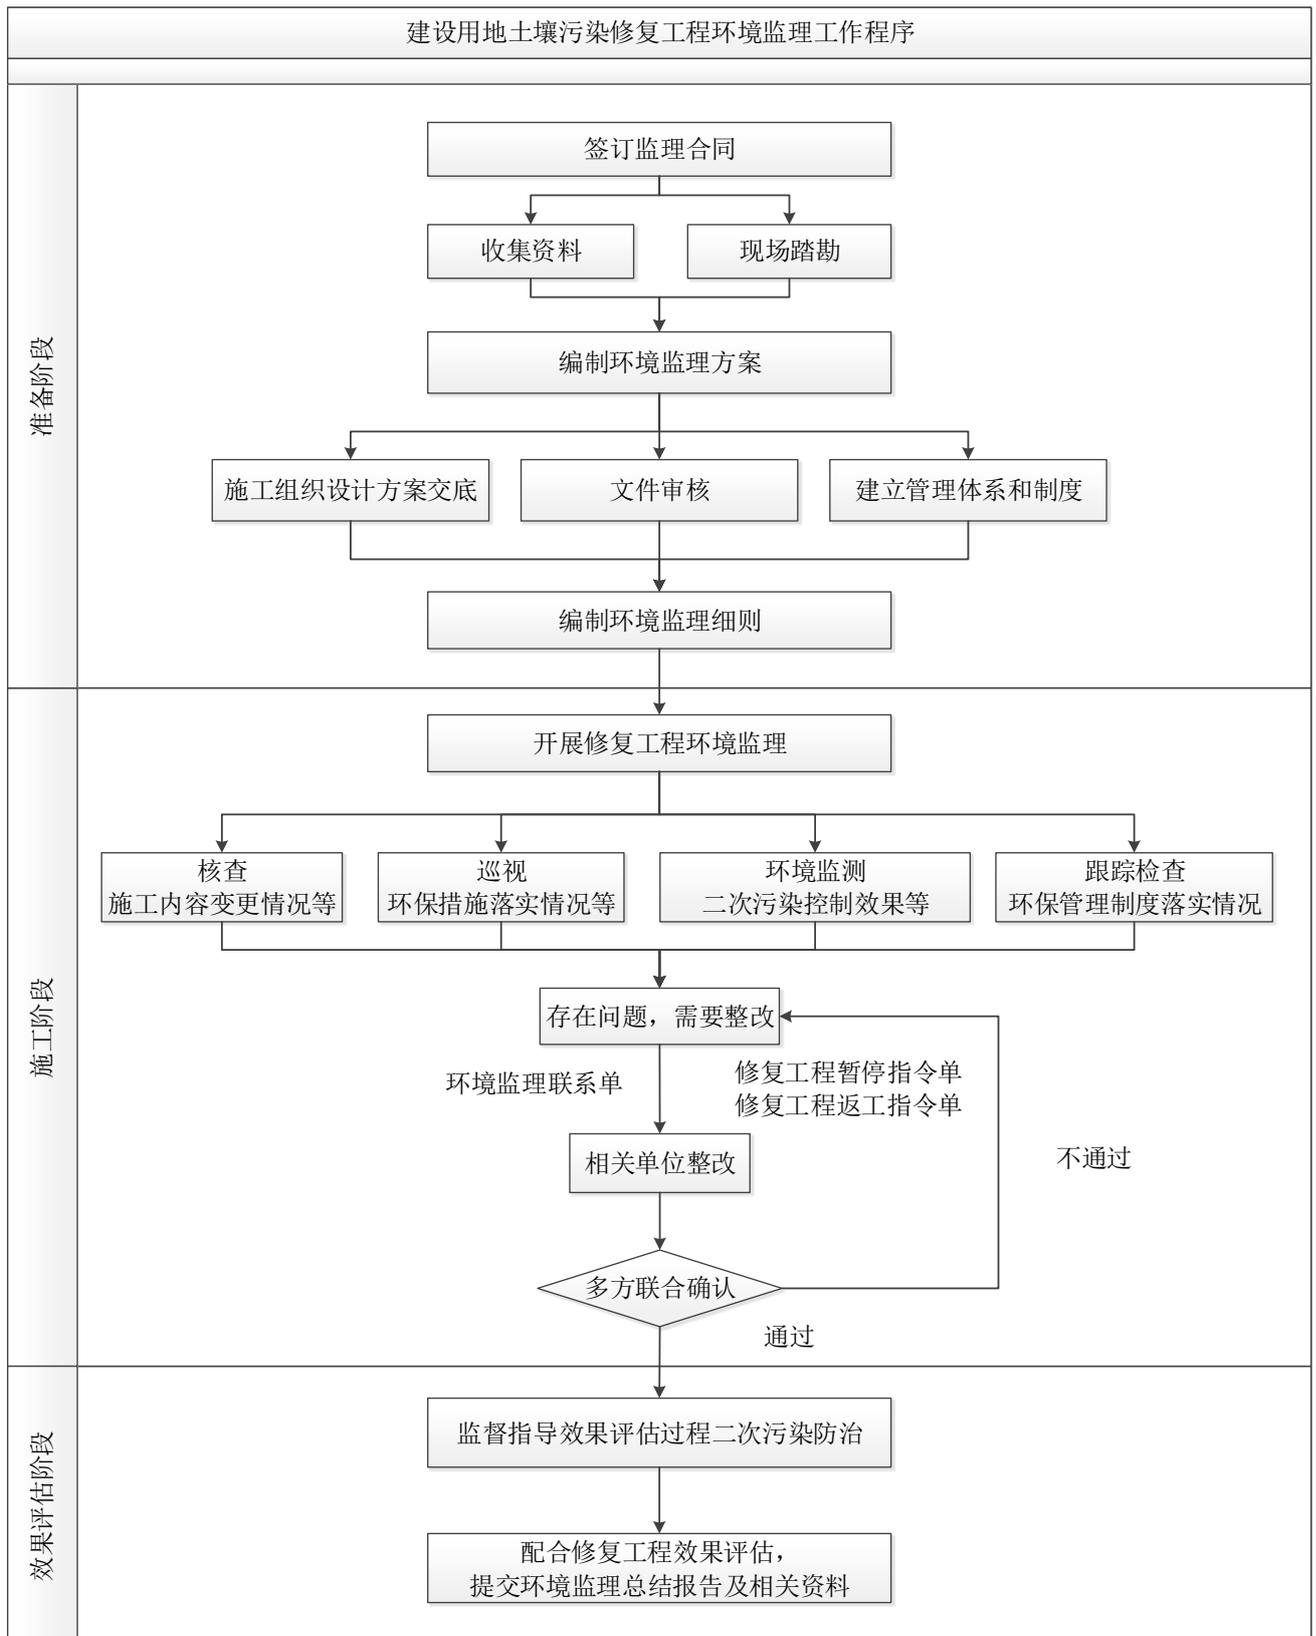 建设用地土壤污染修复工程环境监理工作程序
准备阶段
签订监理合同
收集资料
现场踏勘
编制环境监理方案
施工组织设计方案交底
文件审核
建立管理体系和制度
编制环境监理细则
施工阶段
开展修复工程环境监理
核查
施工内容变更情况等
巡视
环保措施落实情况等
环境监测
二次污染控制效果等
跟踪检查
环保管理制度落实情况
存在问题，需要整改
环境监理联系单
修复工程暂停指令单
修复工程返工指令单
相关单位整改
不通过
多方联合确认
通过
效果评估阶段
监督指导效果评估过程二次污染防治
配合修复工程效果评估，
提交环境监理总结报告及相关资料